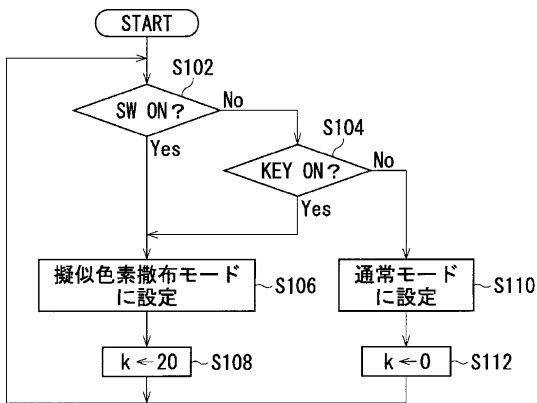 START
S102
SW ON?
No
Yes
S104
KEY ON?
No
Yes
擬似色素撒布モード
に設定
S106
通常モード
に設定
S110
k←20
S108
k←0
S112